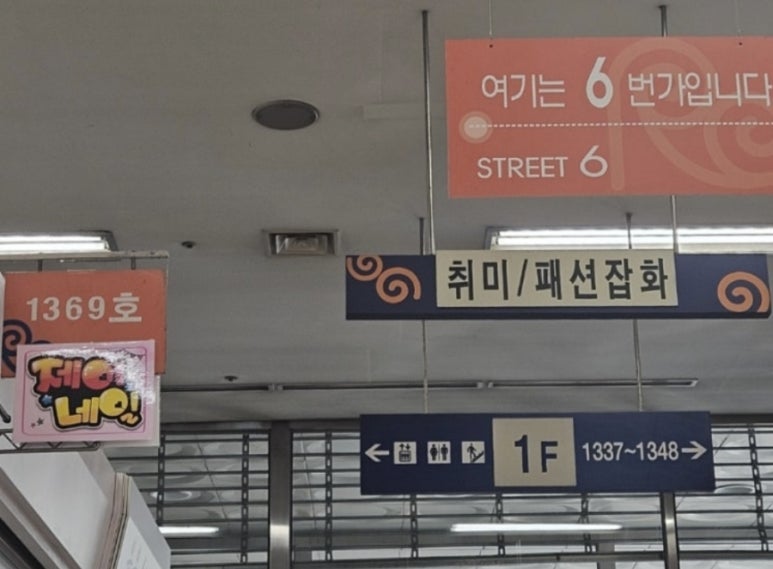 여기는 6 번가입니다
STREET 6
취미/패션잡화
1369호
제이
네일
1F 1337~1348